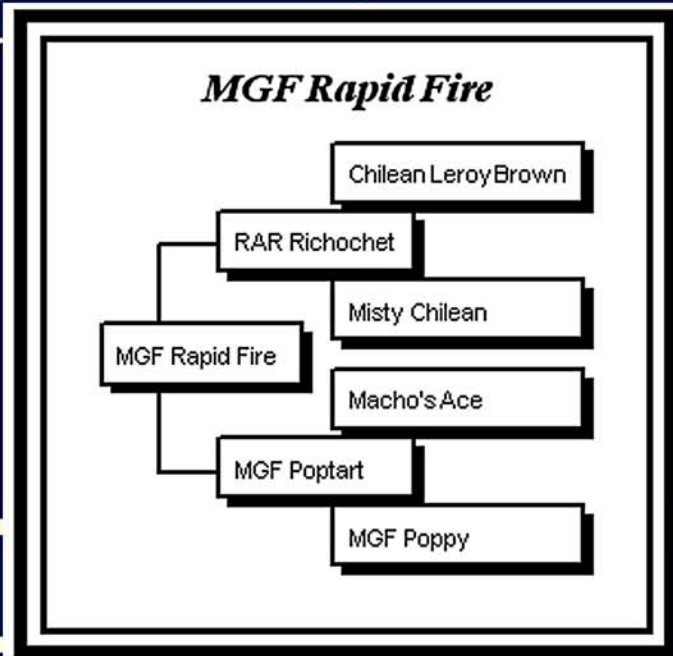 MGF Rapid Fire
Chilean Leroy Brown
RAR Richochet
Misty Chilean
MGF Rapid Fire
Macho's Ace
MGF Poptart
MGF Poppy